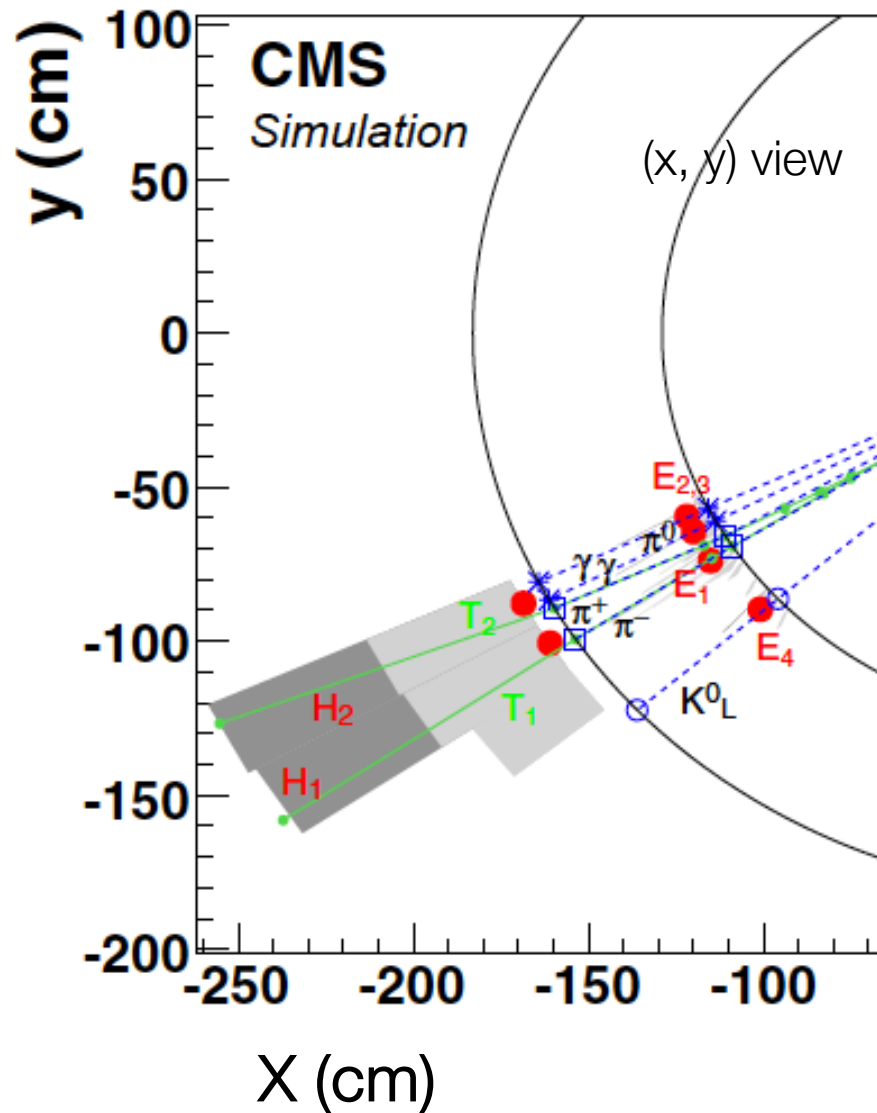 y (cm)
100
50
0
-50
-100
-150
-200
CMS
Simulation
(x, y) view
E₂,₃
π⁰
γ γ
E₁
π⁺
π⁻
E₄
T₂
K⁰L
T₁
H₂
H₁
-250
-200
-150
-100
X (cm)